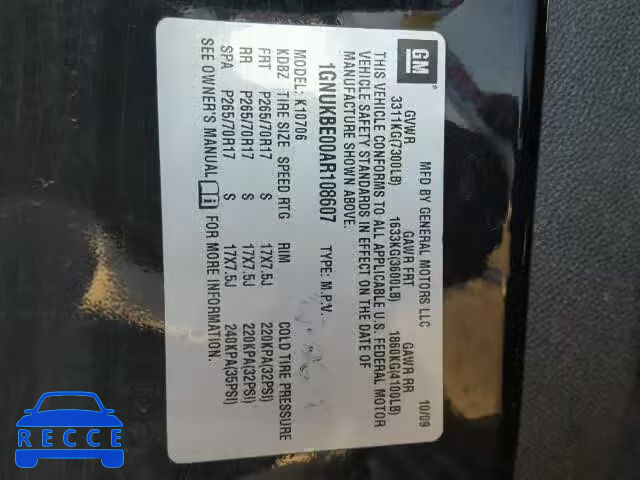 GM
MFD BY GENERAL MOTORS LLC 10/09
GVWR GAWR FRT GAWR RR
3311KG(7300LB) 1633KG(3600LB) 1860KG(4100LB)
THIS VEHICLE CONFORMS TO ALL APPLICABLE U.S. FEDERAL MOTOR
VEHICLE SAFETY STANDARDS IN EFFECT ON THE DATE OF
MANUFACTURE SHOWN ABOVE.
1GNUKBE00AR108607 TYPE: M.P.V.
MODEL: K10706
KDBZ TIRE SIZE SPEED RTG RIM COLD TIRE PRESSURE
FRT P265/70R17 S 17X7.5J 220KPA(32PSI)
RR P265/70R17 S 17X7.5J 220KPA(32PSI)
SPA P265/70R17 S 17X7.5J 240KPA(35PSI)
SEE OWNER'S MANUAL FOR MORE INFORMATION.
RECCE